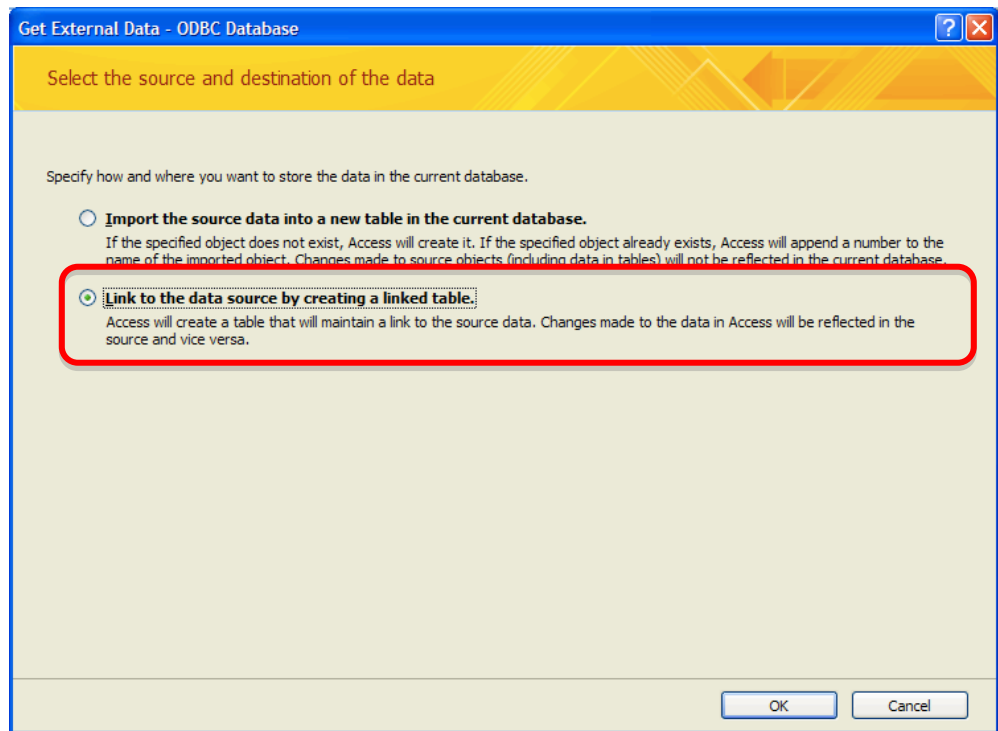 Get External Data - ODBC Database
Select the source and destination of the data
Specify how and where you want to store the data in the current database.
Import the source data into a new table in the current database.
If the specified object does not exist, Access will create it. If the specified object already exists, Access will append a number to the
name of the imported object. Changes made to source objects (including data in tables) will not be reflected in the current database.
Link to the data source by creating a linked table.
Access will create a table that will maintain a link to the source data. Changes made to the data in Access will be reflected in the
source and vice versa.
OK Cancel